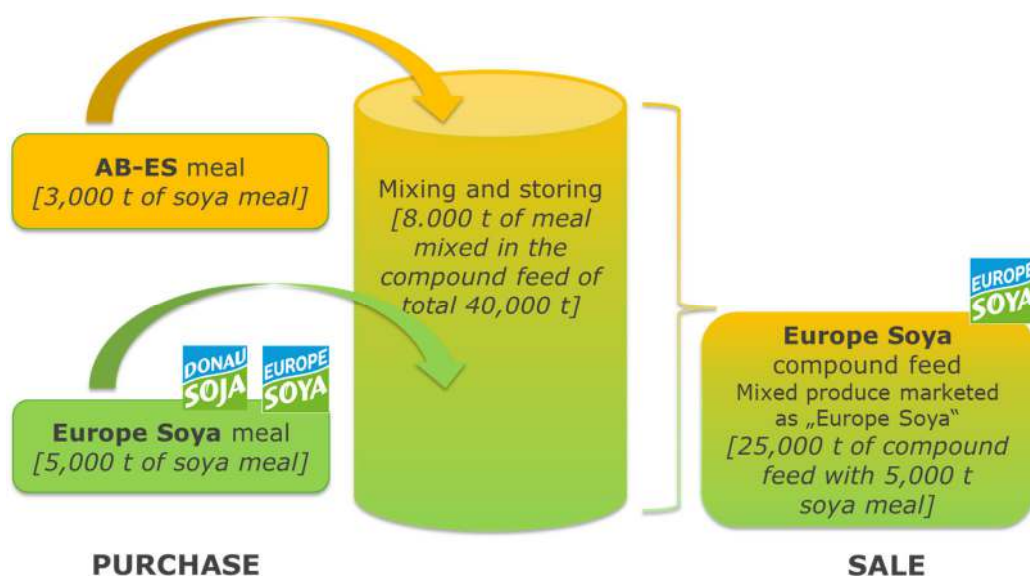 AB-ES meal
[3,000 t of soya meal]
Mixing and storing
[8.000 t of meal
mixed in the
compound feed of
total 40,000 t]
DONAU
SOJA
EUROPE
SOYA
Europe Soya meal
[5,000 t of soya meal]
EUROPE
SOYA
Europe Soya
compound feed
Mixed produce marketed
as „Europe Soya“
[25,000 t of compound
feed with 5,000 t
soya meal]
PURCHASE
SALE